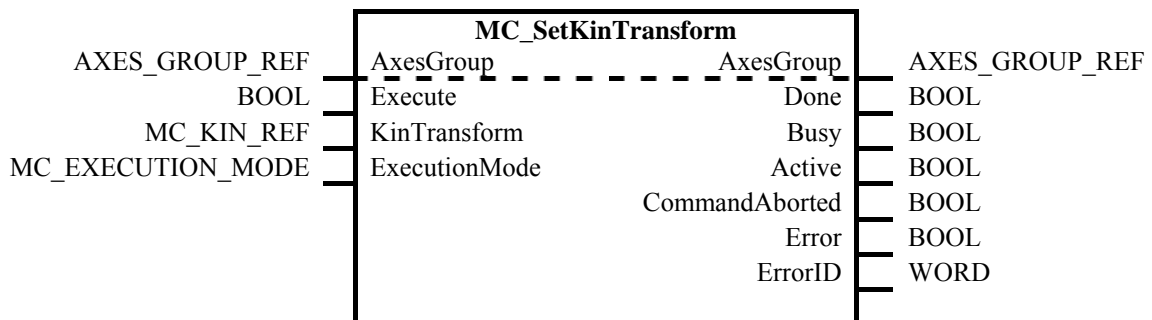 MC_SetKinTransform
AXES_GROUP_REF AxesGroup AxesGroup AXES_GROUP_REF
BOOL Execute Done BOOL
MC_KIN_REF KinTransform Busy BOOL
MC_EXECUTION_MODE ExecutionMode Active BOOL
CommandAborted BOOL
Error BOOL
ErrorID WORD